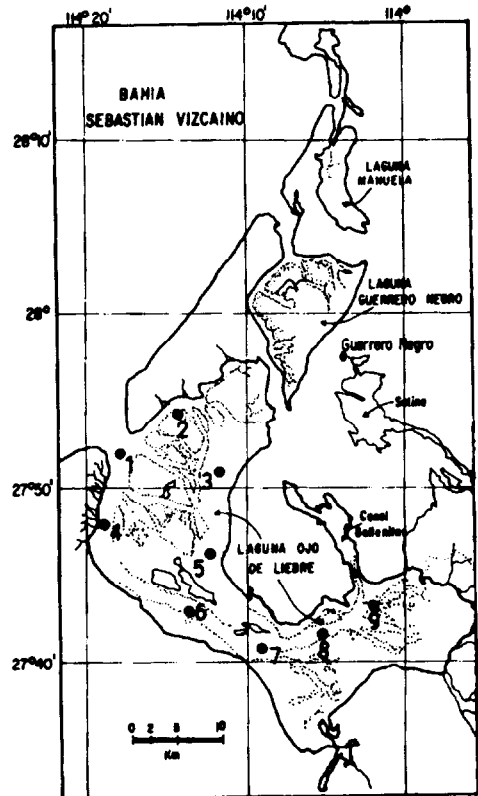 114° 20'
114° 10'
114°
BAHIA
SEBASTIAN VIZCAINO
28° 10'
LAGUNA
MANUELA
LAGUNA
GUERRERO NEGRO
28°
Guerrero Negro
Salina
2
1
3
27° 50'
4
Canal
Ballenitas
LAGUNA OJO
DE LIEBRE
5
6
9
8
7
27° 40'
0 2 5 10
Km